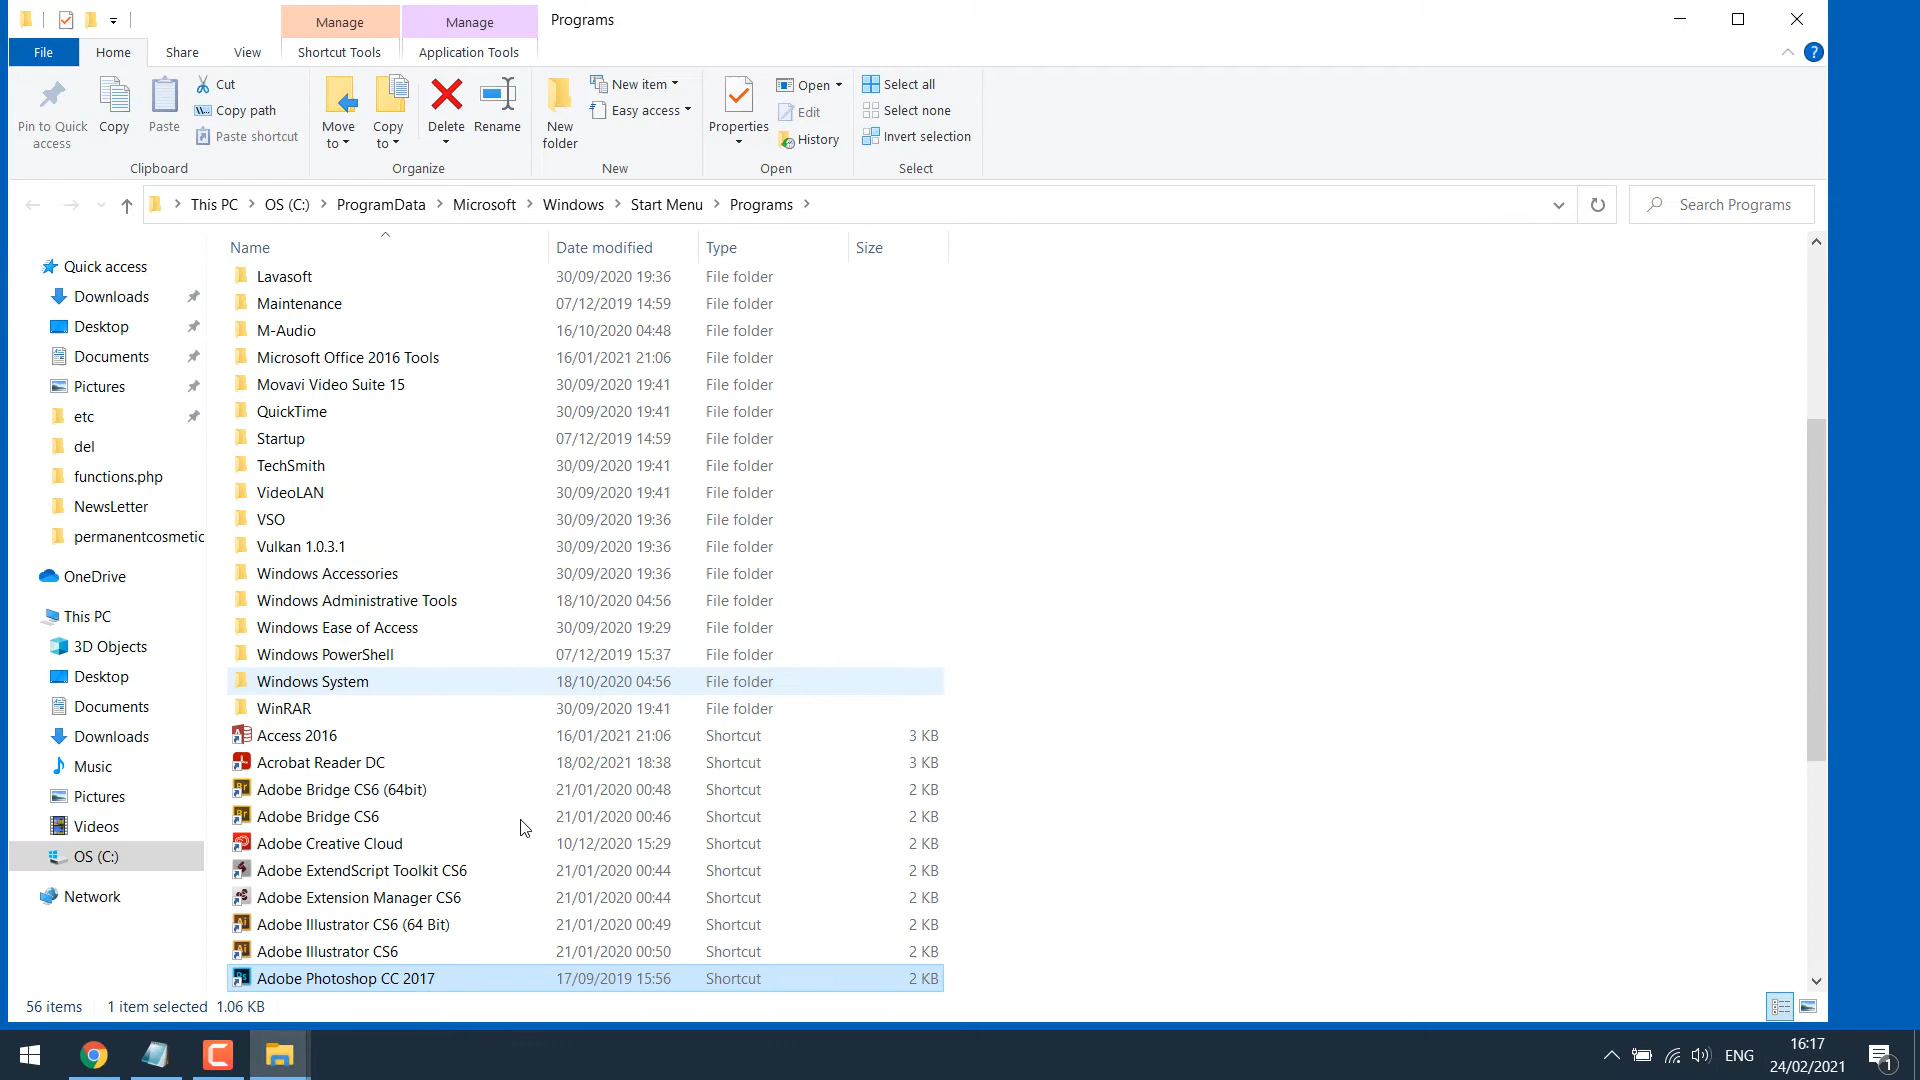 Manage
Manage
Programs
File
Home
Share
View
Shortcut Tools
Application Tools
Pin to Quick access
Copy
Paste
Cut
Copy path
Paste shortcut
Clipboard
Move to
Copy to
Delete
Rename
Organize
New folder
New item
Easy access
New
Properties
Open
Edit
History
Open
Select all
Select none
Invert selection
Select
This PC > OS (C:) > ProgramData > Microsoft > Windows > Start Menu > Programs >
Search Programs
Quick access
Downloads
Desktop
Documents
Pictures
etc
del
functions.php
NewsLetter
permanentcosmetic
OneDrive
This PC
3D Objects
Desktop
Documents
Downloads
Music
Pictures
Videos
OS (C:)
Network
Name Date modified Type Size
Lavasoft 30/09/2020 19:36 File folder
Maintenance 07/12/2019 14:59 File folder
M-Audio 16/10/2020 04:48 File folder
Microsoft Office 2016 Tools 16/01/2021 21:06 File folder
Movavi Video Suite 15 30/09/2020 19:41 File folder
QuickTime 30/09/2020 19:41 File folder
Startup 07/12/2019 14:59 File folder
TechSmith 30/09/2020 19:41 File folder
VideoLAN 30/09/2020 19:41 File folder
VSO 30/09/2020 19:36 File folder
Vulkan 1.0.3.1 30/09/2020 19:36 File folder
Windows Accessories 30/09/2020 19:36 File folder
Windows Administrative Tools 18/10/2020 04:56 File folder
Windows Ease of Access 30/09/2020 19:29 File folder
Windows PowerShell 07/12/2019 15:37 File folder
Windows System 18/10/2020 04:56 File folder
WinRAR 30/09/2020 19:41 File folder
Access 2016 16/01/2021 21:06 Shortcut 3 KB
Acrobat Reader DC 18/02/2021 18:38 Shortcut 3 KB
Adobe Bridge CS6 (64bit) 21/01/2020 00:48 Shortcut 2 KB
Adobe Bridge CS6 21/01/2020 00:46 Shortcut 2 KB
Adobe Creative Cloud 10/12/2020 15:29 Shortcut 2 KB
Adobe ExtendScript Toolkit CS6 21/01/2020 00:44 Shortcut 2 KB
Adobe Extension Manager CS6 21/01/2020 00:44 Shortcut 2 KB
Adobe Illustrator CS6 (64 Bit) 21/01/2020 00:49 Shortcut 2 KB
Adobe Illustrator CS6 21/01/2020 00:50 Shortcut 2 KB
Adobe Photoshop CC 2017 17/09/2019 15:56 Shortcut 2 KB
56 items 1 item selected 1.06 KB
ENG
16:17
24/02/2021
1